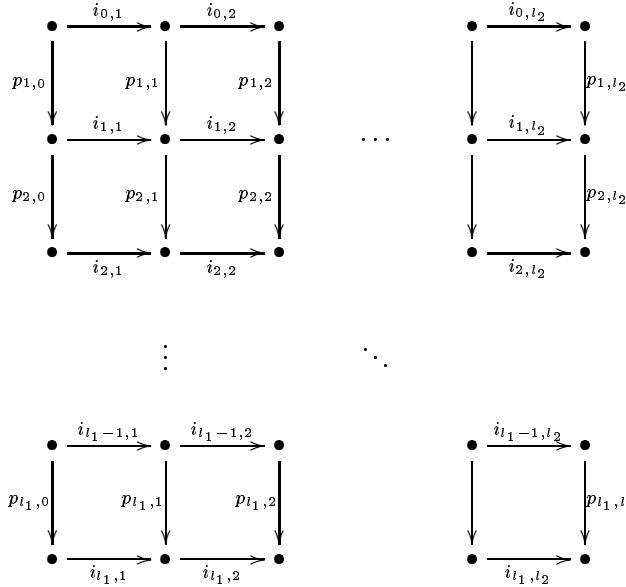 i_{0,1} i_{0,2} i_{0,l_2}
p_{1,0} p_{1,1} p_{1,2} p_{1,l_2}
i_{1,1} i_{1,2} ⋯ i_{1,l_2}
p_{2,0} p_{2,1} p_{2,2} p_{2,l_2}
i_{2,1} i_{2,2} i_{2,l_2}
⋮ ⋱
i_{l_1-1,1} i_{l_1-1,2} i_{l_1-1,l_2}
p_{l_1,0} p_{l_1,1} p_{l_1,2} p_{l_1,l
i_{l_1,1} i_{l_1,2} i_{l_1,l_2}